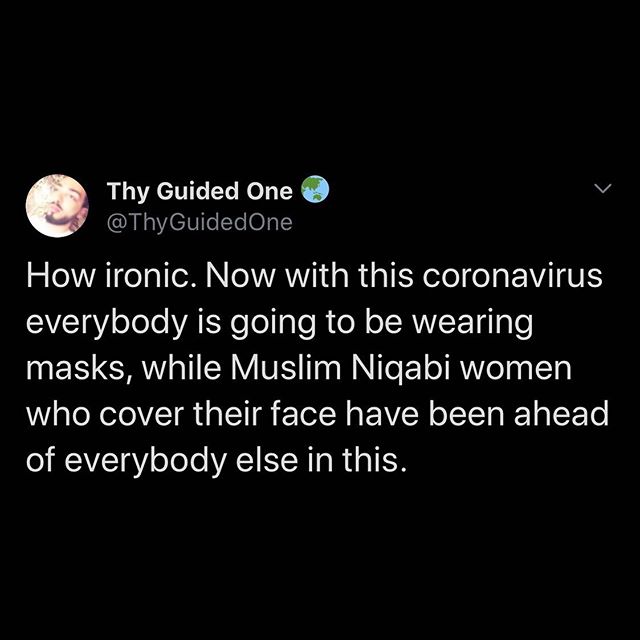 Thy Guided One
@ThyGuidedOne
How ironic. Now with this coronavirus
everybody is going to be wearing
masks, while Muslim Niqabi women
who cover their face have been ahead
of everybody else in this.